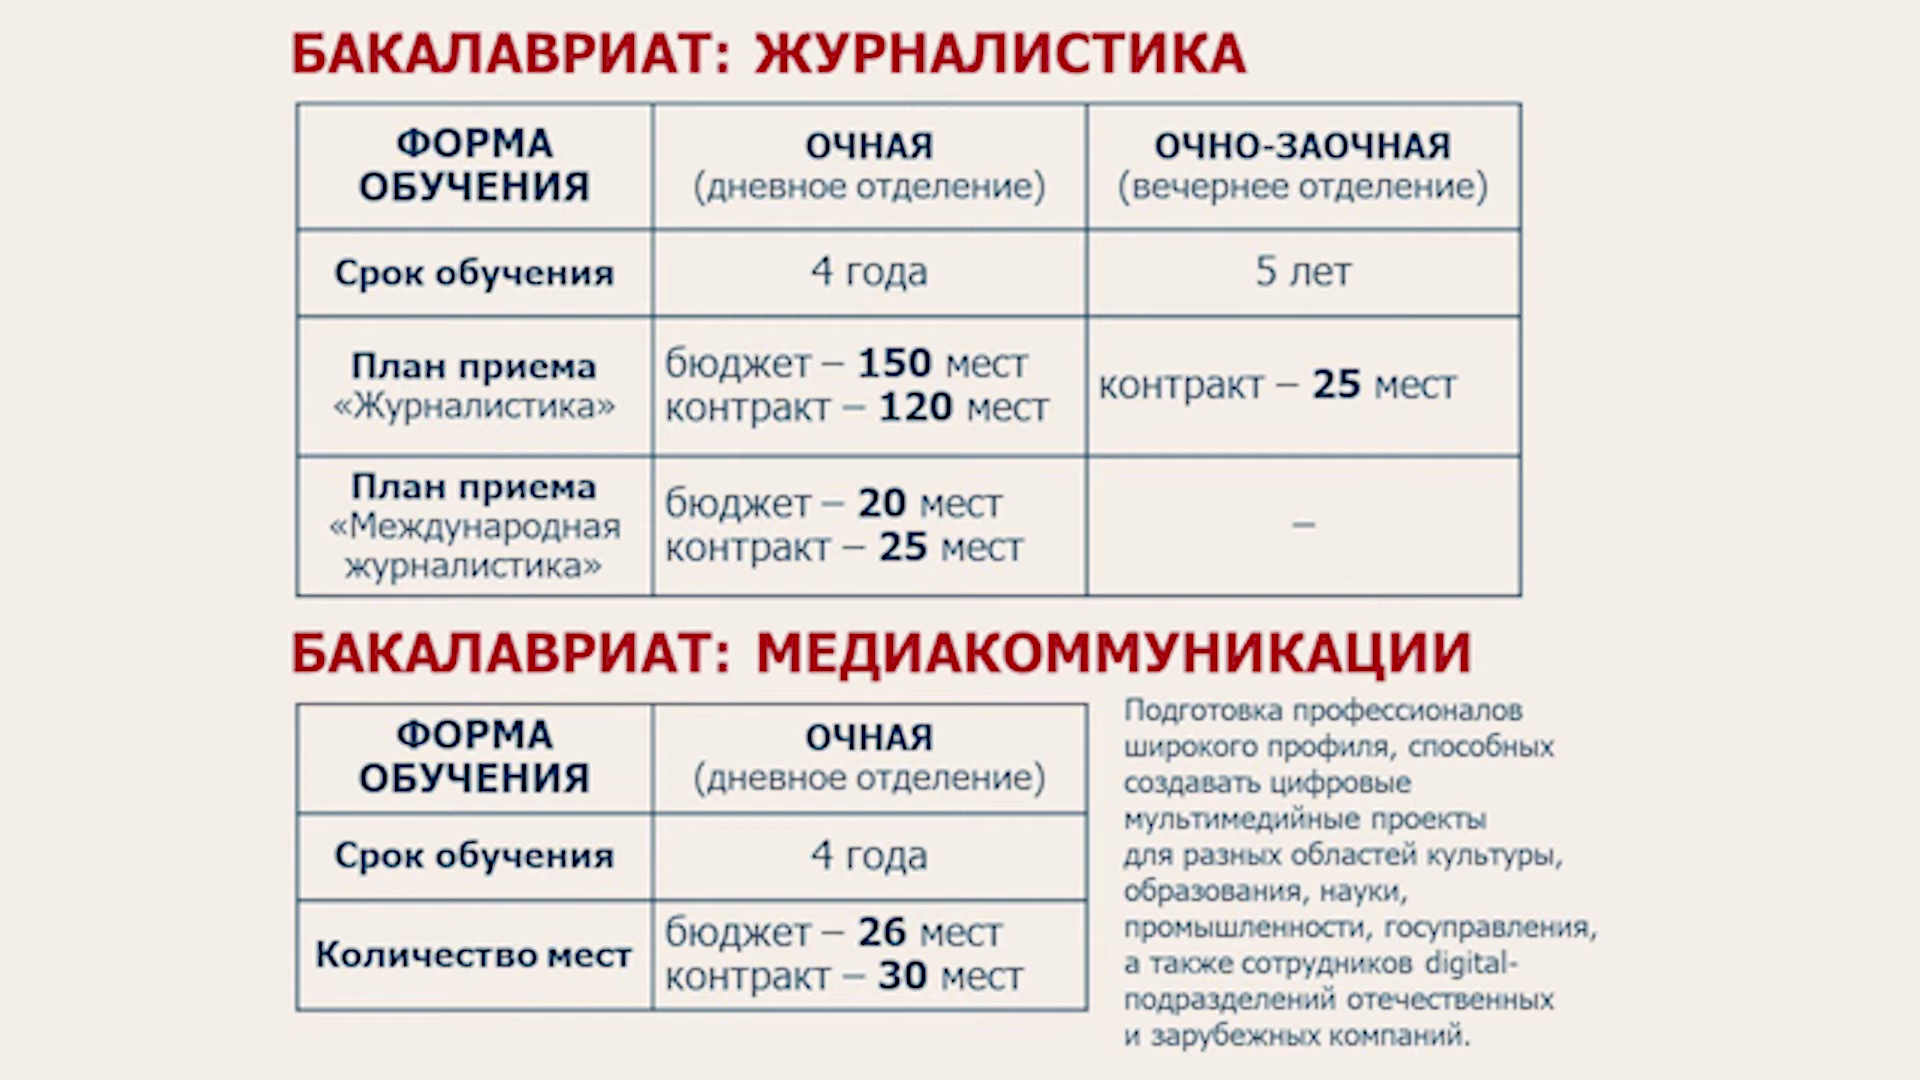 БАКАЛАВРИАТ: ЖУРНАЛИСТИКА
ФОРМА
ОБУЧЕНИЯ
ОЧНАЯ
(дневное отделение)
ОЧНО-ЗАОЧНАЯ
(вечернее отделение)
Срок обучения
4 года
5 лет
План приема
«Журналистика»
бюджет – 150 мест
контракт – 120 мест
контракт – 25 мест
План приема
«Международная
журналистика»
бюджет – 20 мест
контракт – 25 мест
–
БАКАЛАВРИАТ: МЕДИАКОММУНИКАЦИИ
ФОРМА
ОБУЧЕНИЯ
ОЧНАЯ
(дневное отделение)
Срок обучения
4 года
Количество мест
бюджет – 26 мест
контракт – 30 мест
Подготовка профессионалов
широкого профиля, способных
создавать цифровые
мультимедийные проекты
для разных областей культуры,
образования, науки,
промышленности, госуправления,
а также сотрудников digital-
подразделений отечественных
и зарубежных компаний.